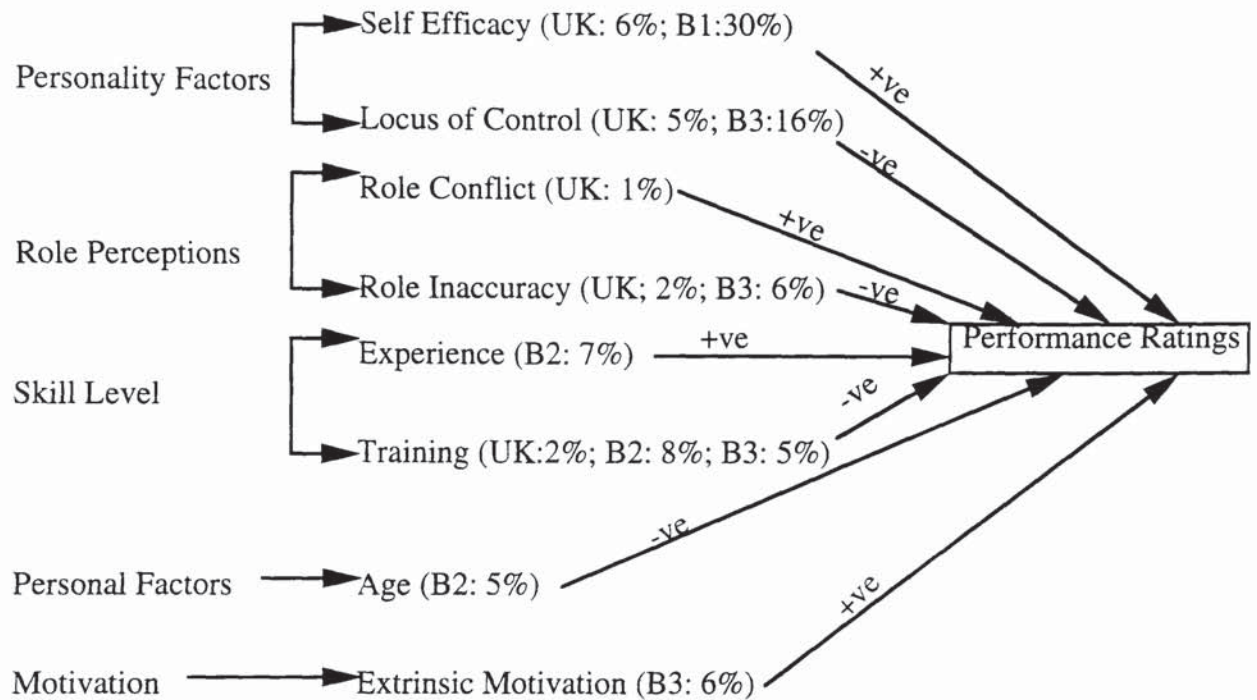 Self Efficacy (UK: 6%; B1:30%)
Personality Factors
+ve
Locus of Control (UK: 5%; B3:16%)
-ve
Role Conflict (UK: 1%)
+ve
Role Perceptions
Role Inaccuracy (UK; 2%; B3: 6%)
-ve
Performance Ratings
Experience (B2: 7%)
+ve
Skill Level
-ve
Training (UK:2%; B2: 8%; B3: 5%)
-ve
Personal Factors
Age (B2: 5%)
+ve
Motivation
Extrinsic Motivation (B3: 6%)